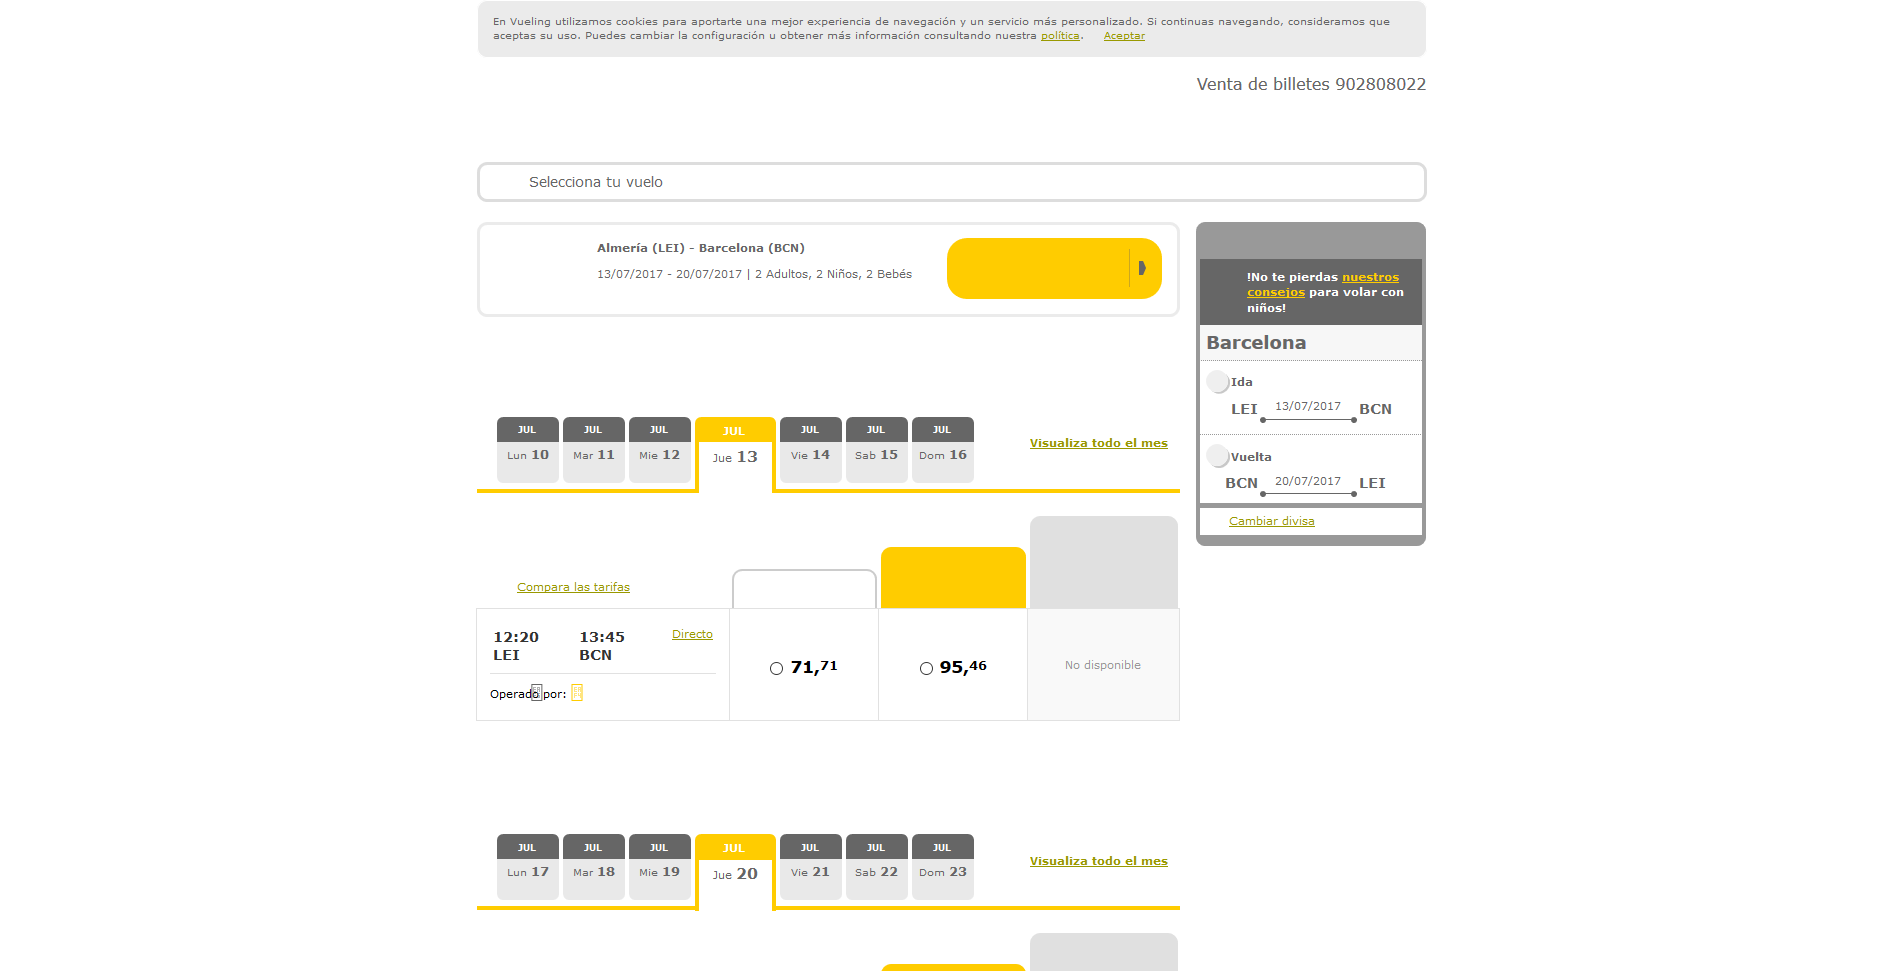 En Vueling utilizamos cookies para aportarte una mejor experiencia de navegación y un servicio más personalizado. Si continuas navegando, consideramos que
aceptas su uso. Puedes cambiar la configuración u obtener más información consultando nuestra política. Aceptar
Venta de billetes 902808022
Selecciona tu vuelo
Almería (LEI) - Barcelona (BCN)
13/07/2017 - 20/07/2017 | 2 Adultos, 2 Niños, 2 Bebés
!No te pierdas nuestros
consejos para volar con
niños!
Barcelona
Ida
LEI 13/07/2017 BCN
Vuelta
BCN 20/07/2017 LEI
Cambiar divisa
JUL JUL JUL JUL JUL JUL JUL
Lun 10 Mar 11 Mie 12 Jue 13 Vie 14 Sab 15 Dom 16
Visualiza todo el mes
Compara las tarifas
12:20 13:45 Directo
LEI BCN
71,71 95,46 No disponible
Operado por:
JUL JUL JUL JUL JUL JUL JUL
Lun 17 Mar 18 Mie 19 Jue 20 Vie 21 Sab 22 Dom 23
Visualiza todo el mes